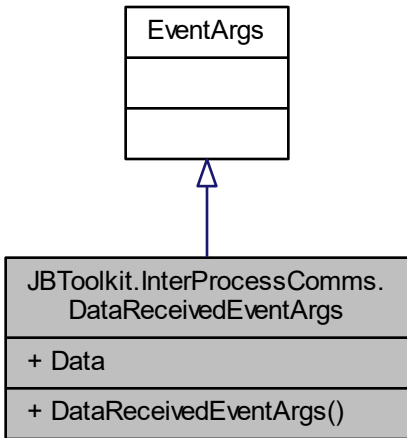 EventArgs
JBToolkit.InterProcessComms.
DataReceivedEventArgs
+ Data
+ DataReceivedEventArgs()